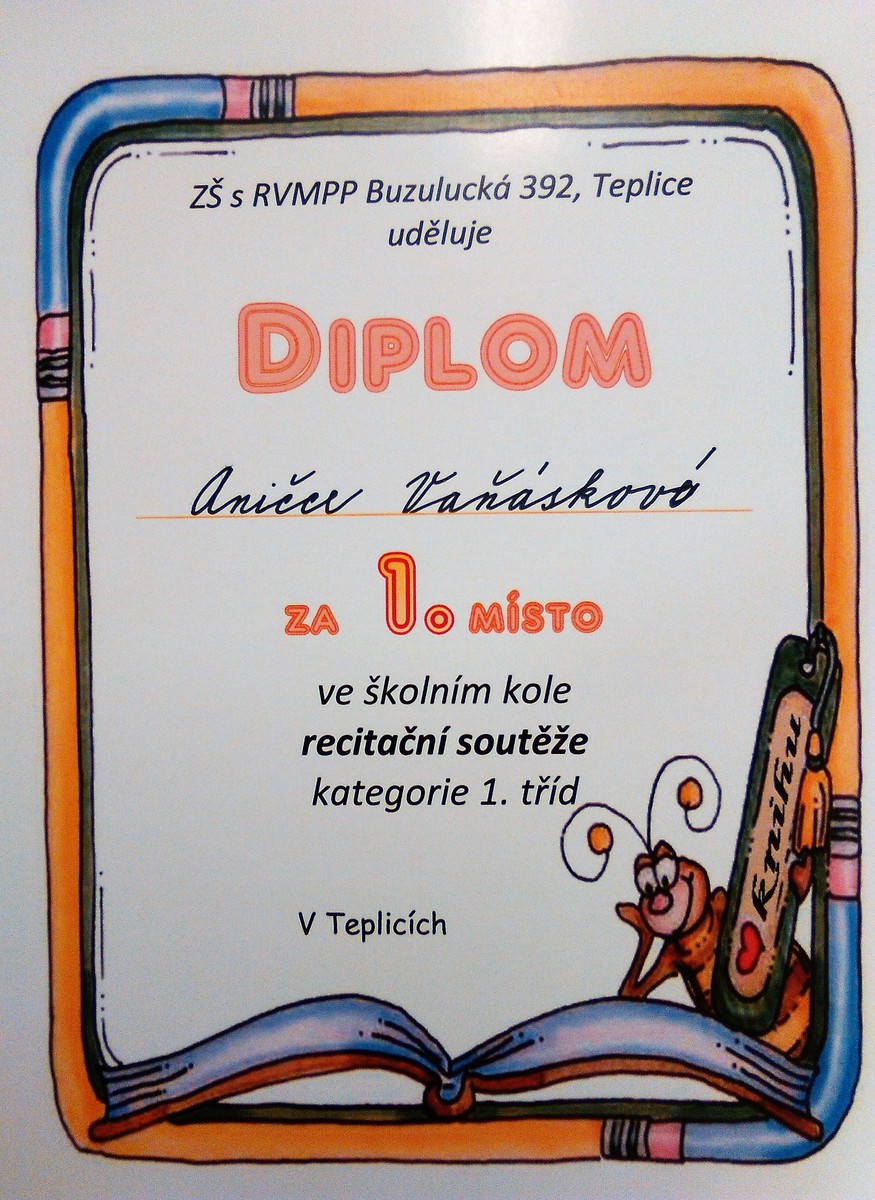 ZŠ s RVMPP Buzulucká 392, Teplice
uděluje
DIPLOM
Aničce Vaňáskové
za 1. místo
ve školním kole
recitační soutěže
kategorie 1. tříd
V Teplicích
knihu